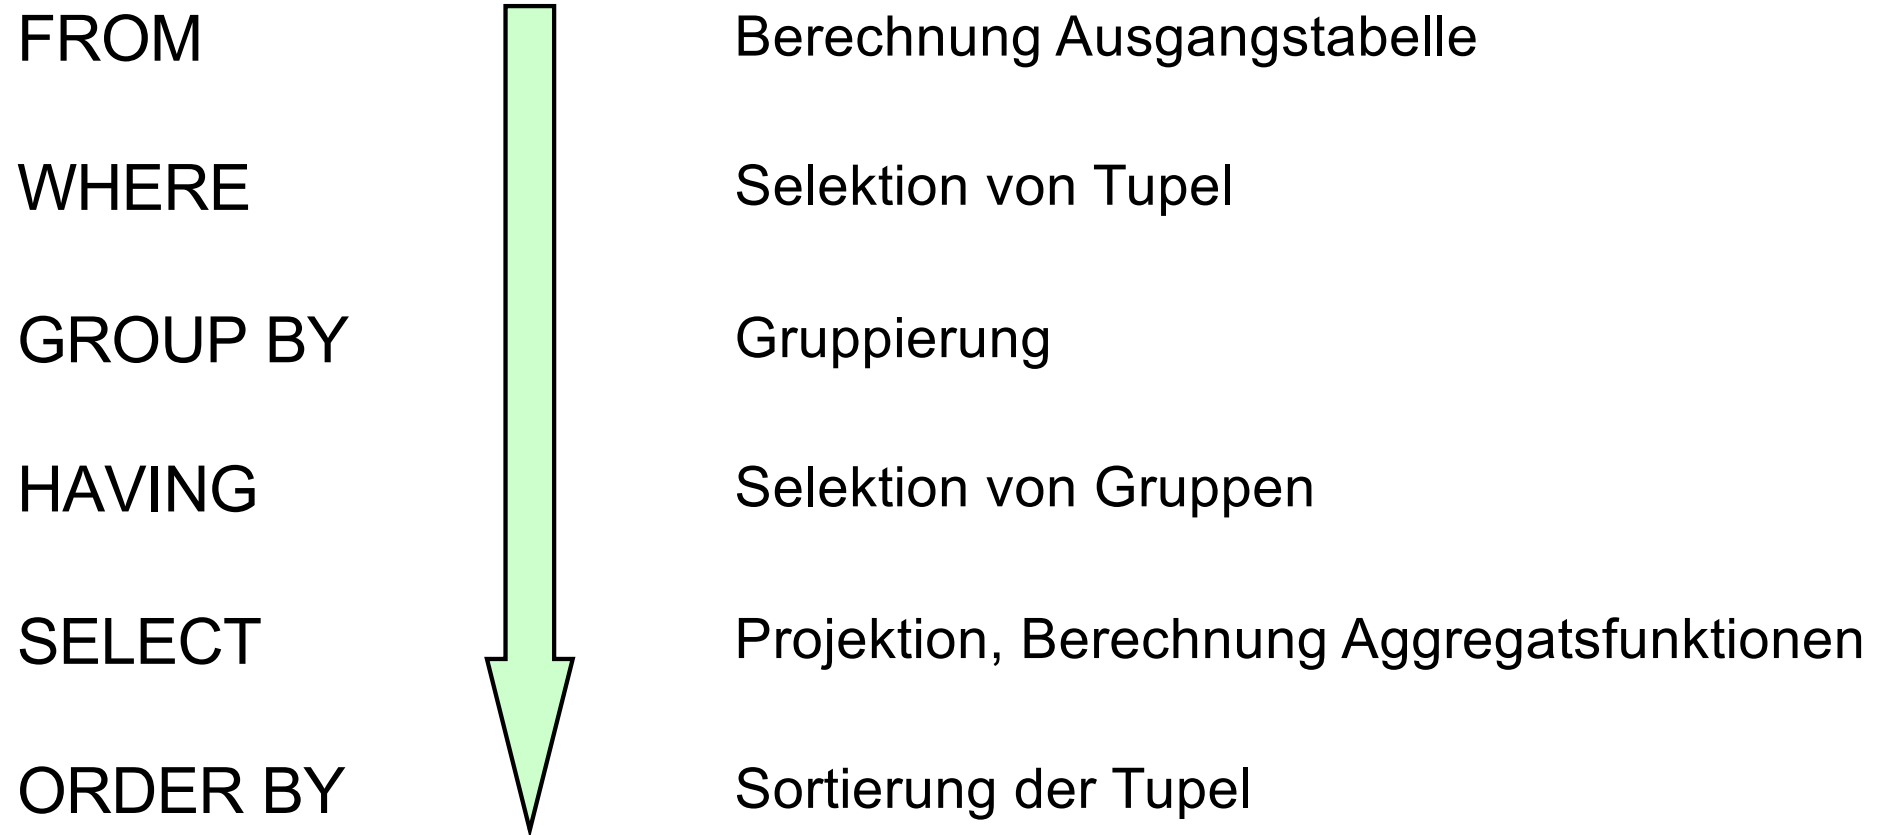 FROM Berechnung Ausgangstabelle
WHERE Selektion von Tupel
GROUP BY Gruppierung
HAVING Selektion von Gruppen
SELECT Projektion, Berechnung Aggregatsfunktionen
ORDER BY Sortierung der Tupel